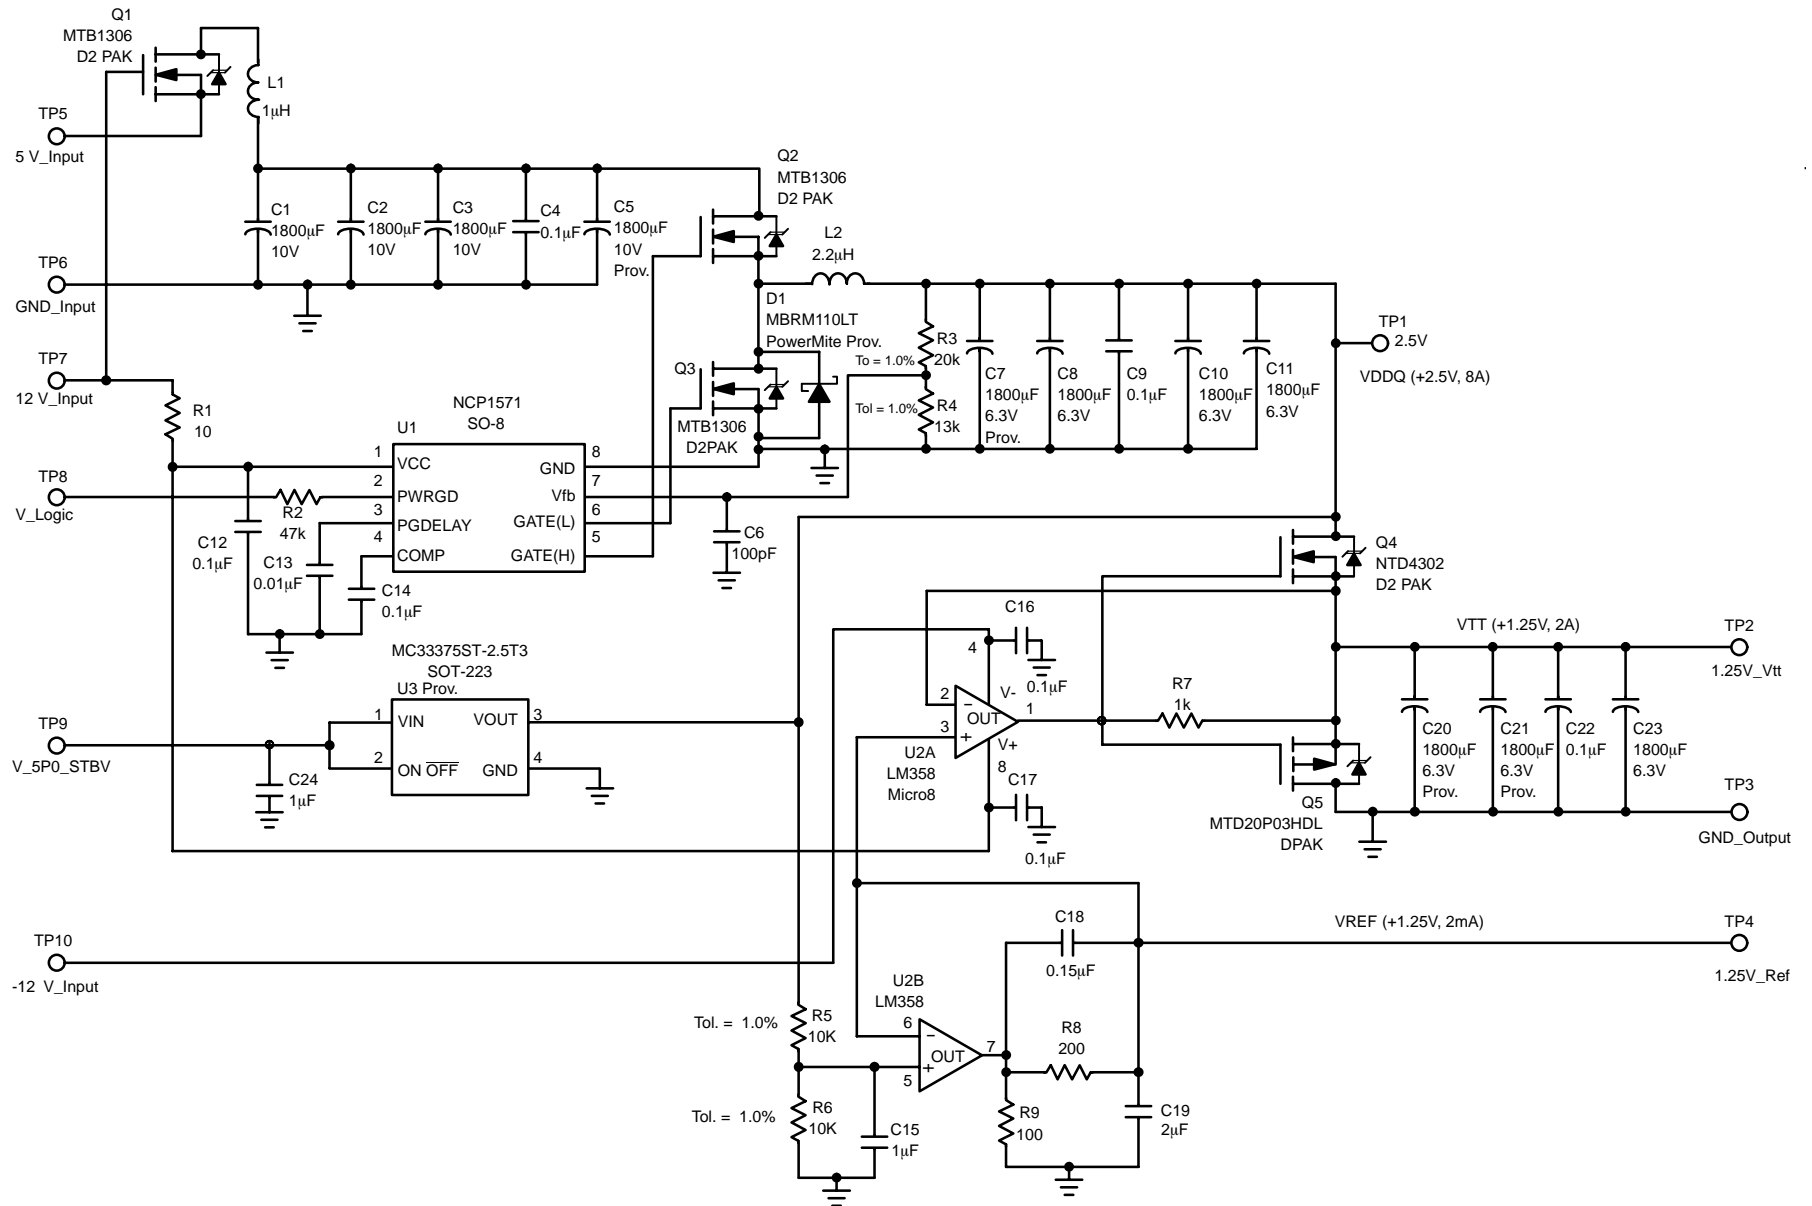 Q1
MTB1306
D2 PAK
L1
1µH
TP5
5 V_Input
C1
1800µF
10V
C2
1800µF
10V
C3
1800µF
10V
C4
0.1µF
C5
1800µF
10V
Prov.
Q2
MTB1306
D2 PAK
L2
2.2µH
TP6
GND_Input
D1
MBRM110LT
PowerMite Prov.
To = 1.0%
R3
20k
Tol = 1.0%
R4
13k
C7
1800µF
6.3V
Prov.
C8
1800µF
6.3V
C9
0.1µF
C10
1800µF
6.3V
C11
1800µF
6.3V
TP1
2.5V
VDDQ (+2.5V, 8A)
TP7
12 V_Input
R1
10
Q3
MTB1306
D2PAK
NCP1571
SO-8
U1
1
VCC
2
PWRGD
3
PGDELAY
4
COMP
8
GND
7
Vfb
6
GATE(L)
5
GATE(H)
TP8
V_Logic
R2
47k
C12
0.1µF
C13
0.01µF
C14
0.1µF
C6
100pF
Q4
NTD4302
D2 PAK
MC33375ST-2.5T3
SOT-223
U3 Prov.
1
VIN
2
ON OFF
VOUT
3
GND
4
TP9
V_5P0_STBV
C24
1µF
C16
0.1µF
4
V-
2
−
3
+
OUT
1
V+
8
U2A
LM358
Micro8
C17
0.1µF
R7
1k
Q5
MTD20P03HDL
DPAK
VTT (+1.25V, 2A)
TP2
1.25V_Vtt
C20
1800µF
6.3V
Prov.
C21
1800µF
6.3V
Prov.
C22
0.1µF
C23
1800µF
6.3V
TP3
GND_Output
TP10
-12 V_Input
C18
0.15µF
VREF (+1.25V, 2mA)
TP4
1.25V_Ref
U2B
LM358
6
−
OUT
7
+
5
Tol. = 1.0%
R5
10K
Tol. = 1.0%
R6
10K
C15
1µF
R8
200
R9
100
C19
2µF